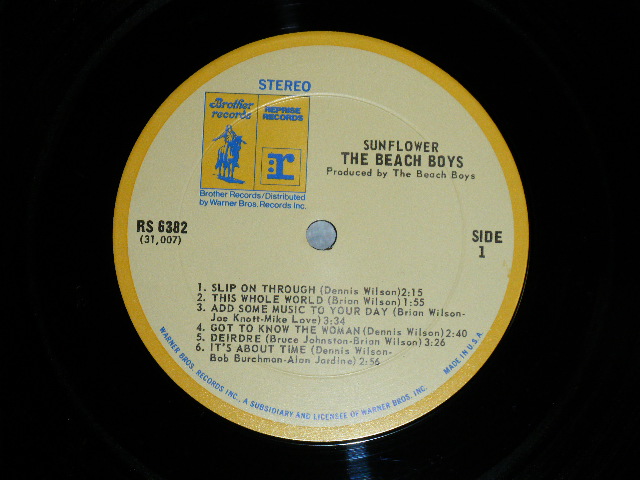 STEREO
Brother
records
REPRISE
RECORDS
r
Brother Records/Distributed
by Warner Bros. Records Inc.
SUNFLOWER
THE BEACH BOYS
Produced by The Beach Boys
RS 6382
(31,007)
SIDE
1
1. SLIP ON THROUGH (Dennis Wilson) 2:15
2. THIS WHOLE WORLD (Brian Wilson) 1:55
3. ADD SOME MUSIC TO YOUR DAY (Brian Wilson-
Joe Knott-Mike Love) 3:34
4. GOT TO KNOW THE WOMAN (Dennis Wilson) 2:40
5. DEIRDRE (Bruce Johnston-Brian Wilson) 3:26
6. IT'S ABOUT TIME (Dennis Wilson-
Bob Burchman-Alan Jardine) 2:56
WARNER BROS. RECORDS INC., A SUBSIDIARY AND LICENSEE OF WARNER BROS. INC. MADE IN U.S.A.